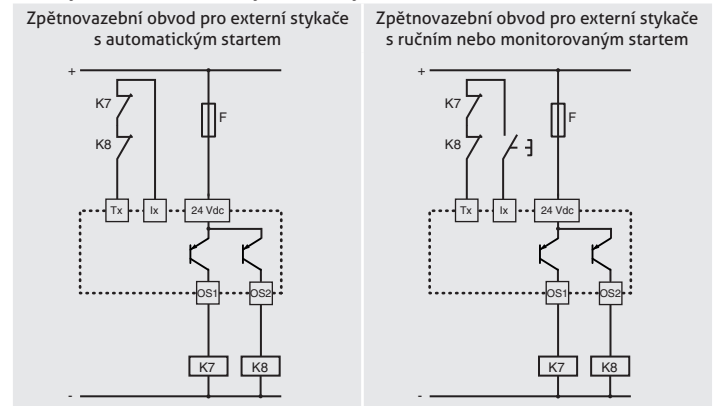 Zpětnovazební obvod pro externí stykače
s automatickým startem
+
K7
K8
F
Tx
Ix
24 Vdc
OS1
OS2
K7
K8
-
Zpětnovazební obvod pro externí stykače
s ručním nebo monitorovaným startem
+
K7
K8
F
Tx
Ix
24 Vdc
OS1
OS2
K7
K8
-